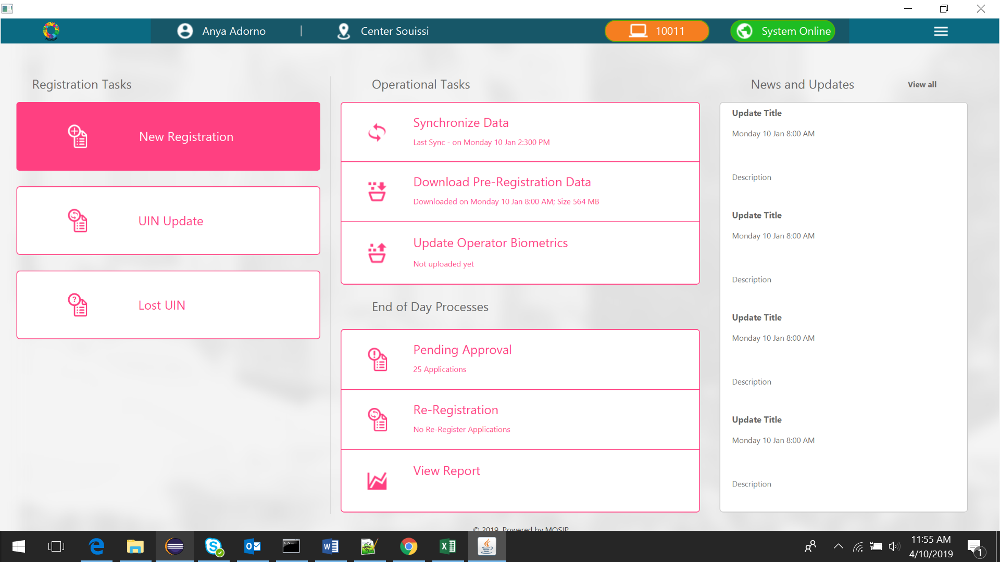 MOSIP
Anya Adorno
|
Center Souissi
10011
System Online
Registration Tasks
New Registration
UIN Update
Lost UIN
Operational Tasks
Synchronize Data
Last Sync - on Monday 10 Jan 2:300 PM
Download Pre-Registration Data
Downloaded on Monday 10 Jan 8:00 AM; Size 564 MB
Update Operator Biometrics
Not uploaded yet
End of Day Processes
Pending Approval
25 Applications
Re-Registration
No Re-Register Applications
View Report
News and Updates
View all
Update Title
Monday 10 Jan 8:00 AM
Description
Update Title
Monday 10 Jan 8:00 AM
Description
Update Title
Monday 10 Jan 8:00 AM
Description
Update Title
Monday 10 Jan 8:00 AM
Description
© 2019 Powered by MOSIP
11:55 AM
4/10/2019
1